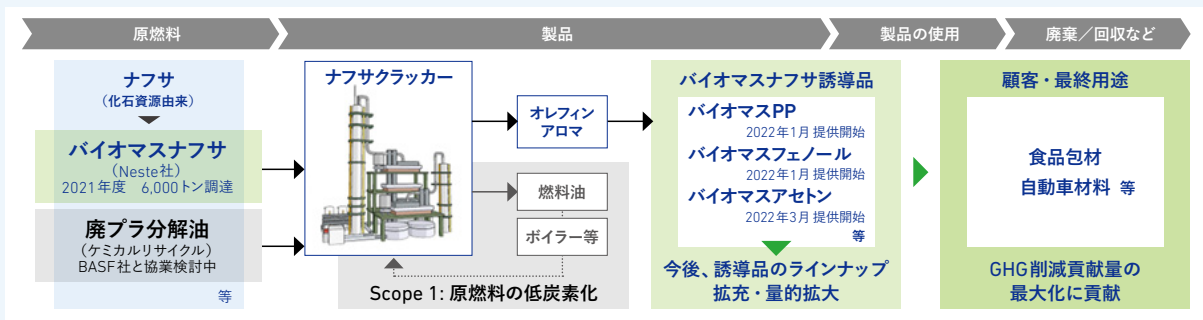 原燃料
製品
製品の使用
廃棄／回収など
ナフサ
（化石資源由来）
バイオマスナフサ
(Neste社)
2021年度 6,000トン調達
廃プラ分解油
(ケミカルリサイクル)
BASF社と協業検討中
等
ナフサクラッカー
オレフィン
アロマ
燃料油
ボイラー等
Scope 1: 原燃料の低炭素化
バイオマスナフサ誘導品
バイオマスPP
2022年1月 提供開始
バイオマスフェノール
2022年1月 提供開始
バイオマスアセトン
2022年3月 提供開始
等
今後、誘導品のラインナップ
拡充・量的拡大
顧客・最終用途
食品包材
自動車材料 等
GHG削減貢献量の
最大化に貢献